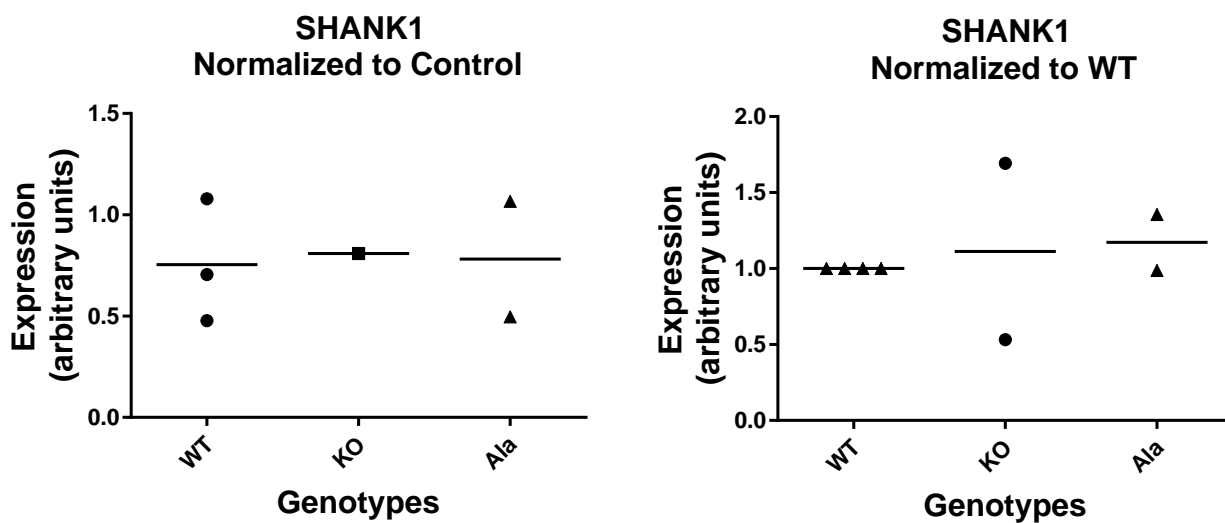 SHANK1
Normalized to Control
Expression
(arbitrary units)
1.5
1.0
0.5
0.0
WT
KO
Ala
Genotypes
SHANK1
Normalized to WT
Expression
(arbitrary units)
2.0
1.5
1.0
0.5
0.0
WT
KO
Ala
Genotypes